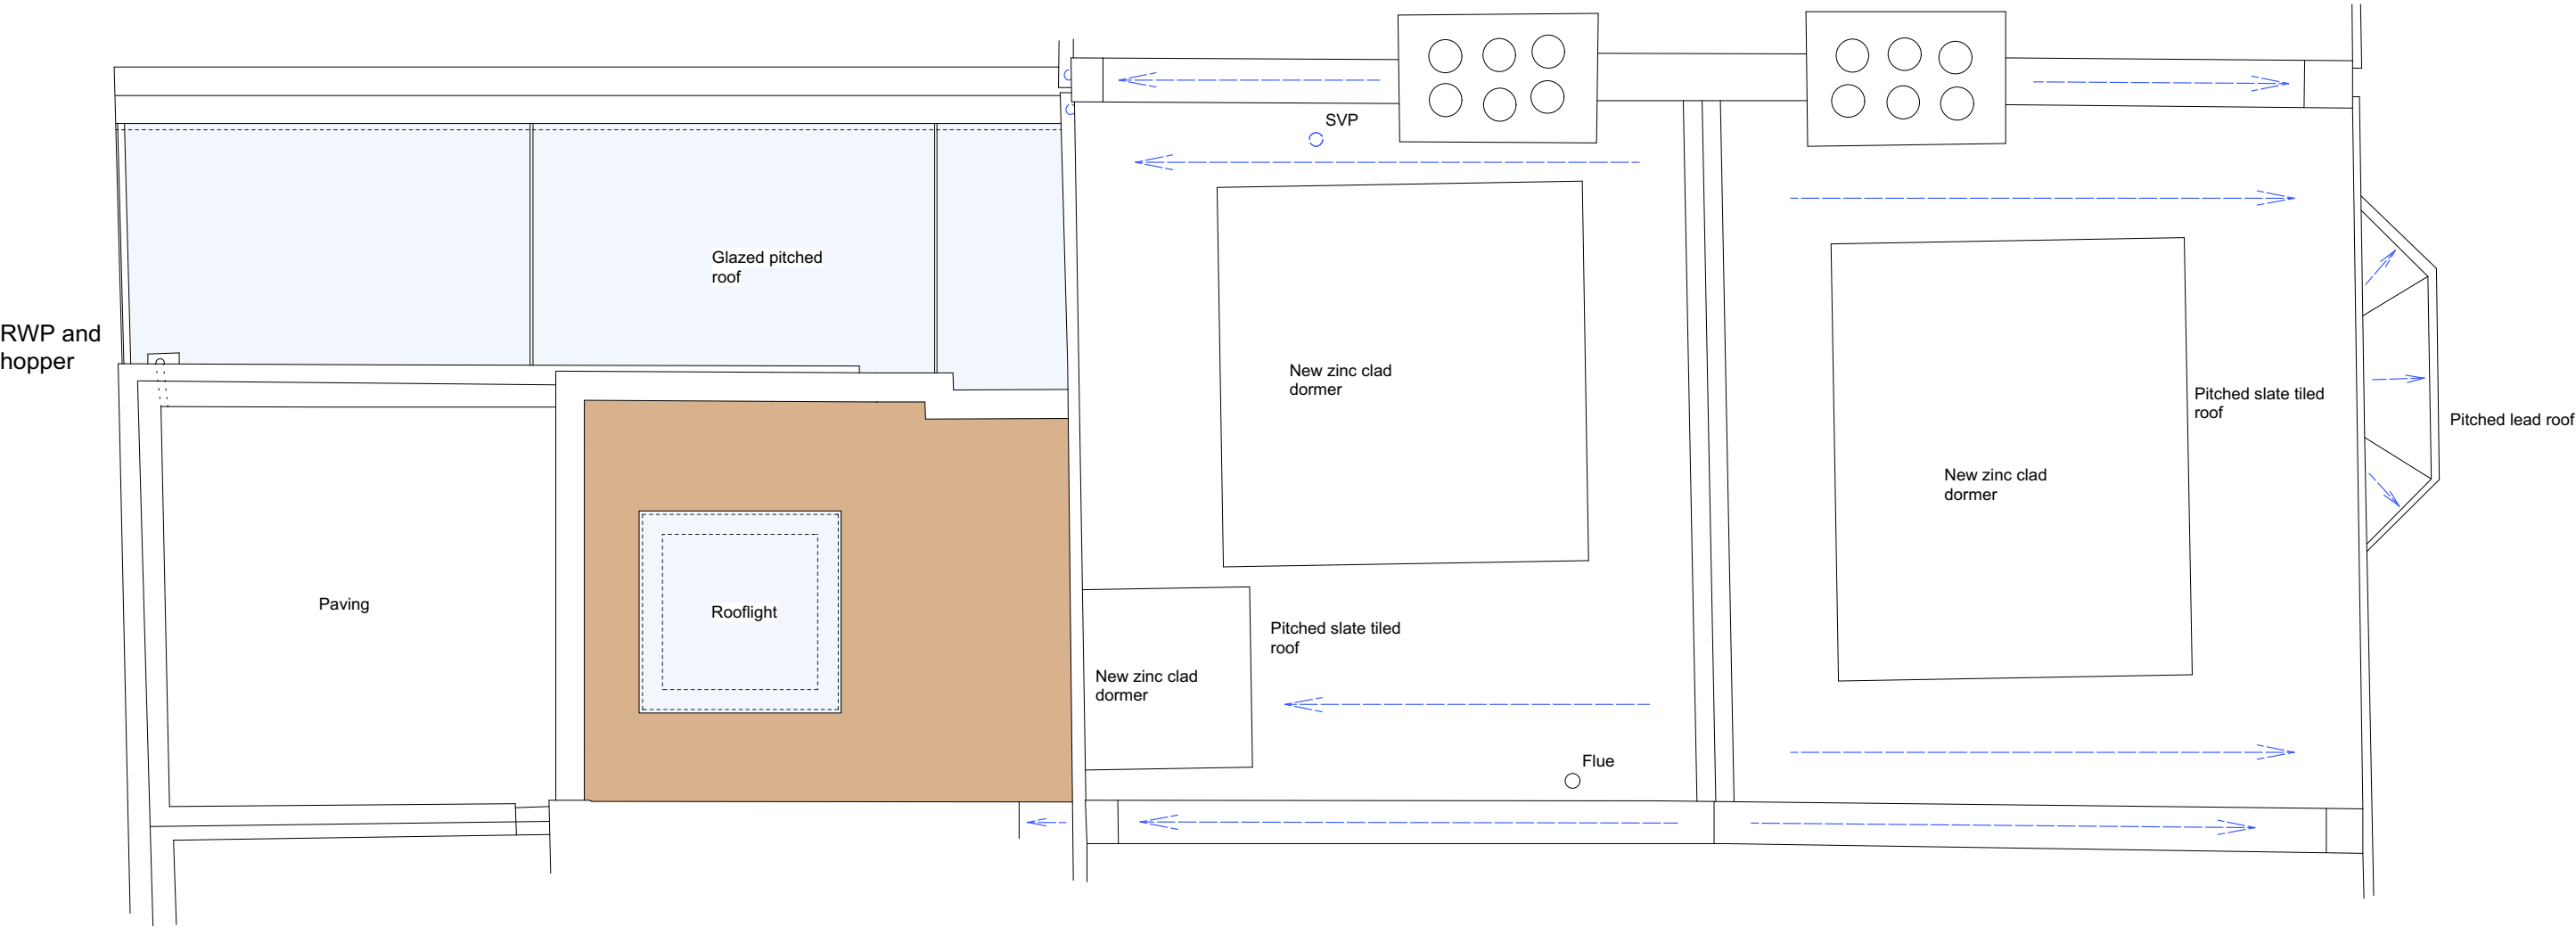 SVP
Glazed pitched
roof
RWP and
hopper
New zinc clad
dormer
Pitched slate tiled
roof
Pitched lead roof
New zinc clad
dormer
Paving
Rooflight
Pitched slate tiled
roof
New zinc clad
dormer
Flue